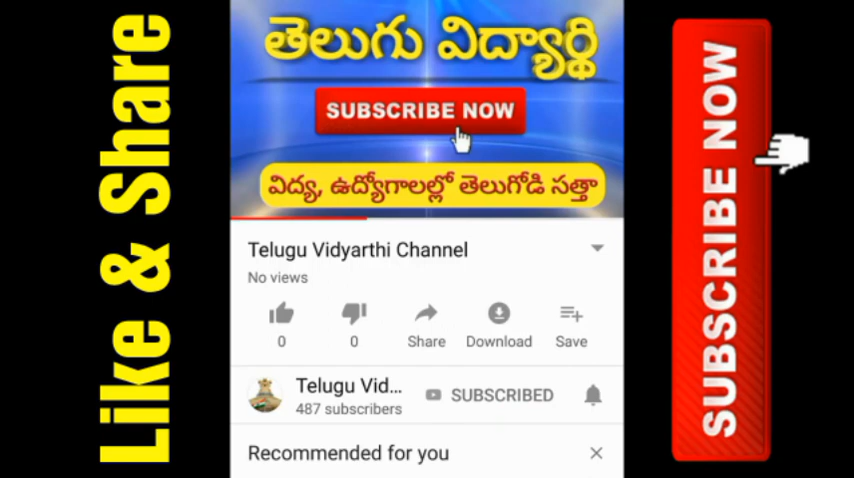 Like & Share
తెలుగు విద్యార్థి
SUBSCRIBE NOW
విద్య, ఉద్యోగాలల్లో తెలుగోడి సత్తా
Telugu Vidyarthi Channel
No views
0
0
Share
Download
Save
Telugu Vid...
SUBSCRIBED
487 subscribers
Recommended for you
SUBSCRIBE NOW